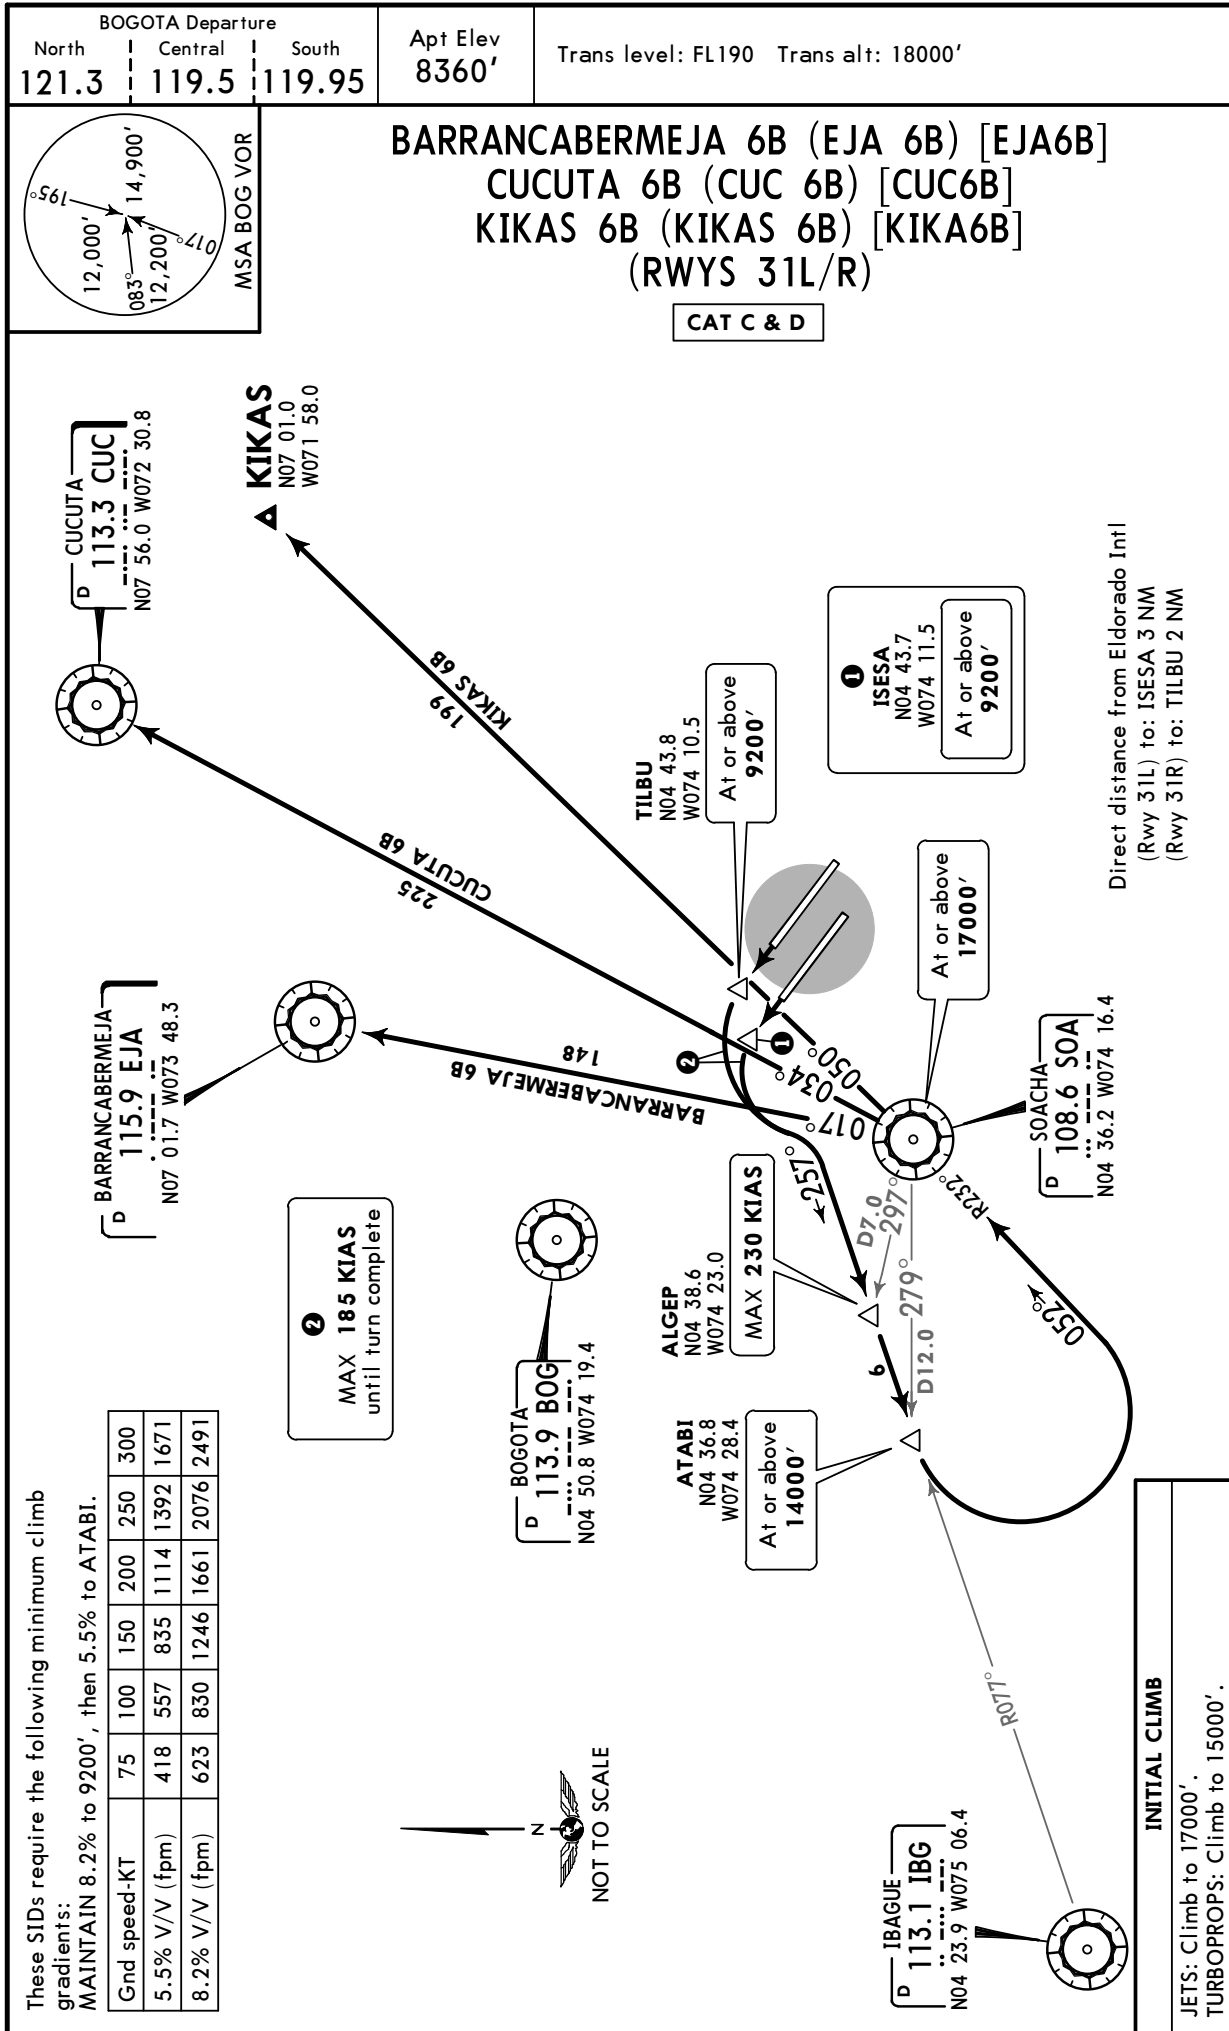 BOGOTA Departure
North
Central
South
121.3
119.5
119.95
Apt Elev
8360'
Trans level: FL190 Trans alt: 18000'
MSA BOG VOR
195°
14,900'
12,000'
083°
12,200'
017°
BARRANCABERMEJA 6B (EJA 6B) [EJA6B]
CUCUTA 6B (CUC 6B) [CUC6B]
KIKAS 6B (KIKAS 6B) [KIKA6B]
(RWYS 31L/R)
CAT C & D
CUCUTA
D 113.3 CUC
N07 56.0 W072 30.8
KIKAS
N07 01.0
W071 58.0
199
KIKAS 6B
225
CUCUTA 6B
148
BARRANCABERMEJA 6B
BARRANCABERMEJA
D 115.9 EJA
N07 01.7 W073 48.3
TILBU
N04 43.8
W074 10.5
At or above
9200'
1
ISESA
N04 43.7
W074 11.5
At or above
9200'
Direct distance from Eldorado Intl
(Rwy 31L) to: ISESA 3 NM
(Rwy 31R) to: TILBU 2 NM
1
2
050°
034°
017°
At or above
17000'
SOACHA
D 108.6 SOA
N04 36.2 W074 16.4
R232°
052°
257°
D7.0
297°
279°
D12.0
6
ALGEP
N04 38.6
W074 23.0
MAX 230 KIAS
ATABI
N04 36.8
W074 28.4
At or above
14000'
2
MAX 185 KIAS
until turn complete
BOGOTA
D 113.9 BOG
N04 50.8 W074 19.4
These SIDs require the following minimum climb
gradients:
MAINTAIN 8.2% to 9200', then 5.5% to ATABI.
Gnd speed-KT 75 100 150 200 250 300
5.5% V/V (fpm) 418 557 835 1114 1392 1671
8.2% V/V (fpm) 623 830 1246 1661 2076 2491
N
NOT TO SCALE
R077°
IBAGUE
D 113.1 IBG
N04 23.9 W075 06.4
INITIAL CLIMB
JETS: Climb to 17000'.
TURBOPROPS: Climb to 15000'.